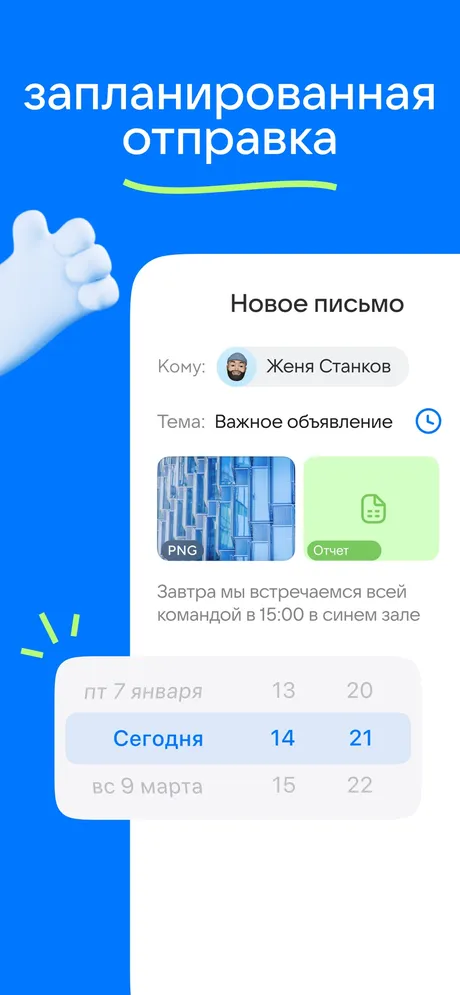 запланированная
отправка
Новое письмо
Кому: Женя Станков
Тема: Важное объявление
PNG
Отчет
Завтра мы встречаемся всей
командой в 15:00 в синем зале
пт 7 января 13 20
Сегодня 14 21
вс 9 марта 15 22